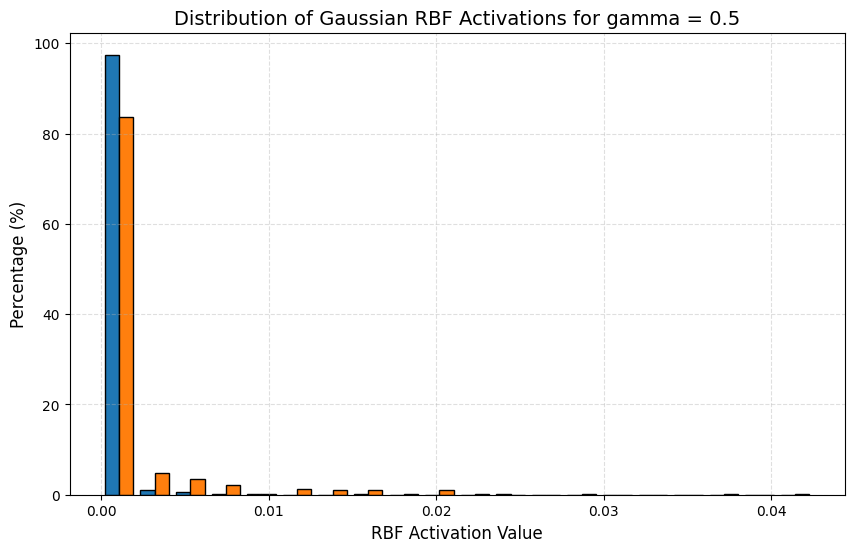 Distribution of Gaussian RBF Activations for gamma = 0.5
Percentage (%)
100
80
60
40
20
0
0.00 0.01 0.02 0.03 0.04
RBF Activation Value